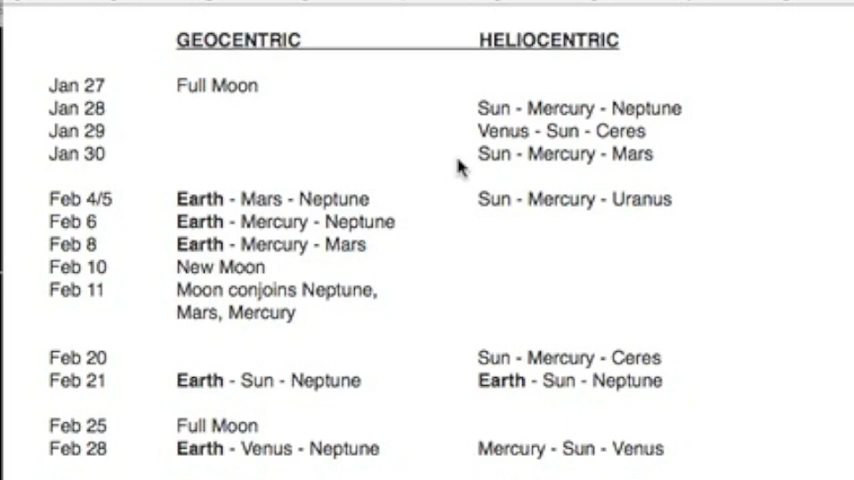 GEOCENTRIC HELIOCENTRIC
Jan 27 Full Moon
Jan 28 Sun - Mercury - Neptune
Jan 29 Venus - Sun - Ceres
Jan 30 Sun - Mercury - Mars
Feb 4/5 Earth - Mars - Neptune Sun - Mercury - Uranus
Feb 6 Earth - Mercury - Neptune
Feb 8 Earth - Mercury - Mars
Feb 10 New Moon
Feb 11 Moon conjoins Neptune,
Mars, Mercury
Feb 20 Sun - Mercury - Ceres
Feb 21 Earth - Sun - Neptune Earth - Sun - Neptune
Feb 25 Full Moon
Feb 28 Earth - Venus - Neptune Mercury - Sun - Venus